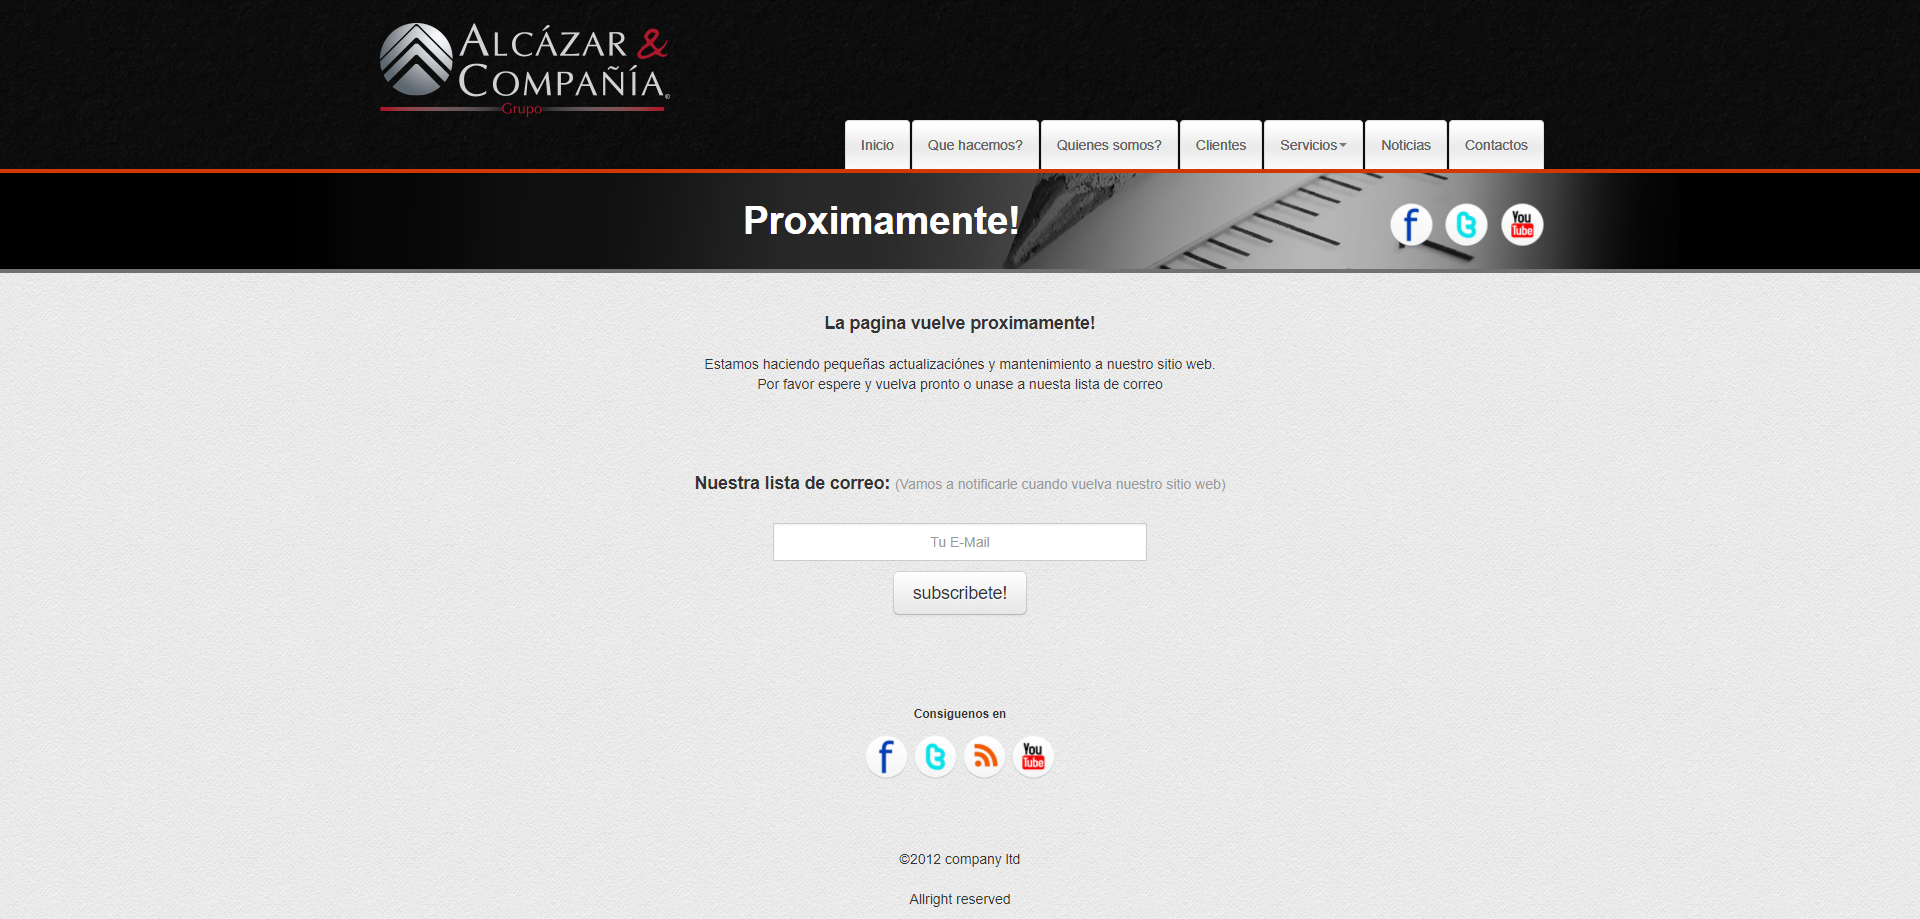 ALCÁZAR &
COMPAÑÍA®
Grupo
Inicio
Que hacemos?
Quienes somos?
Clientes
Servicios
Noticias
Contactos
Proximamente!
You
Tube
La pagina vuelve proximamente!
Estamos haciendo pequeñas actualizaciónes y mantenimiento a nuestro sitio web.
Por favor espere y vuelva pronto o unase a nuesta lista de correo
Nuestra lista de correo: (Vamos a notificarle cuando vuelva nuestro sitio web)
Tu E-Mail
subscribete!
Consiguenos en
You
Tube
©2012 company ltd
Allright reserved